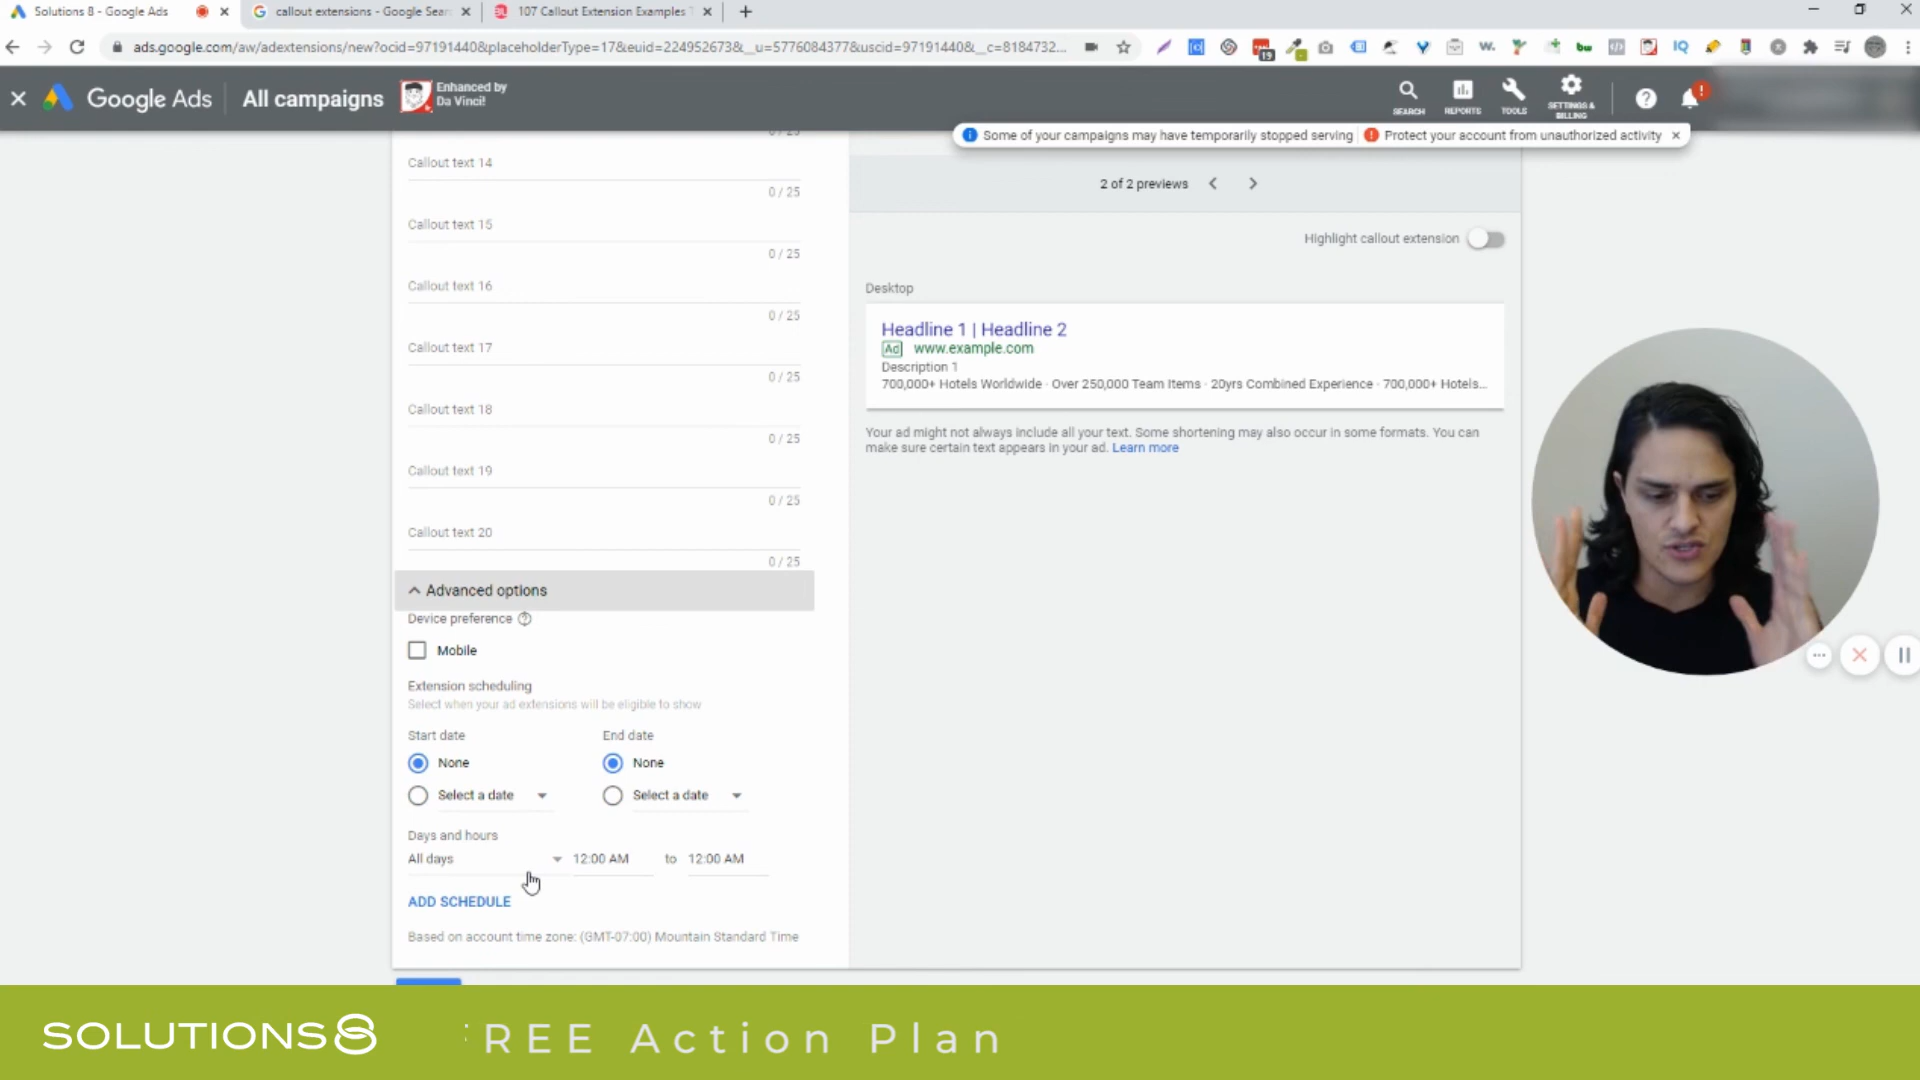 Solutions 8 - Google Ads
callout extensions - Google Sear
107 Callout Extension Examples T
ads.google.com/aw/adextensions/new?ocid=97191440&placeholderType=17&euid=224952673&__u=5776084377&uscid=97191440&__c=8184732...
Google Ads
All campaigns
Enhanced by
Da Vinci!
SEARCH
REPORTS
TOOLS
SETTINGS &
BILLING
Some of your campaigns may have temporarily stopped serving
Protect your account from unauthorized activity
0 / 25
Callout text 14
0 / 25
Callout text 15
0 / 25
Callout text 16
0 / 25
Callout text 17
0 / 25
Callout text 18
0 / 25
Callout text 19
0 / 25
Callout text 20
0 / 25
Advanced options
Device preference
Mobile
Extension scheduling
Select when your ad extensions will be eligible to show
Start date
End date
None
None
Select a date
Select a date
Days and hours
All days
12:00 AM
to
12:00 AM
ADD SCHEDULE
Based on account time zone: (GMT-07:00) Mountain Standard Time
2 of 2 previews
Highlight callout extension
Desktop
Headline 1 | Headline 2
Ad www.example.com
Description 1
700,000+ Hotels Worldwide · Over 250,000 Team Items · 20yrs Combined Experience · 700,000+ Hotels...
Your ad might not always include all your text. Some shortening may also occur in some formats. You can
make sure certain text appears in your ad. Learn more
SOLUTIONS8
FREE Action Plan